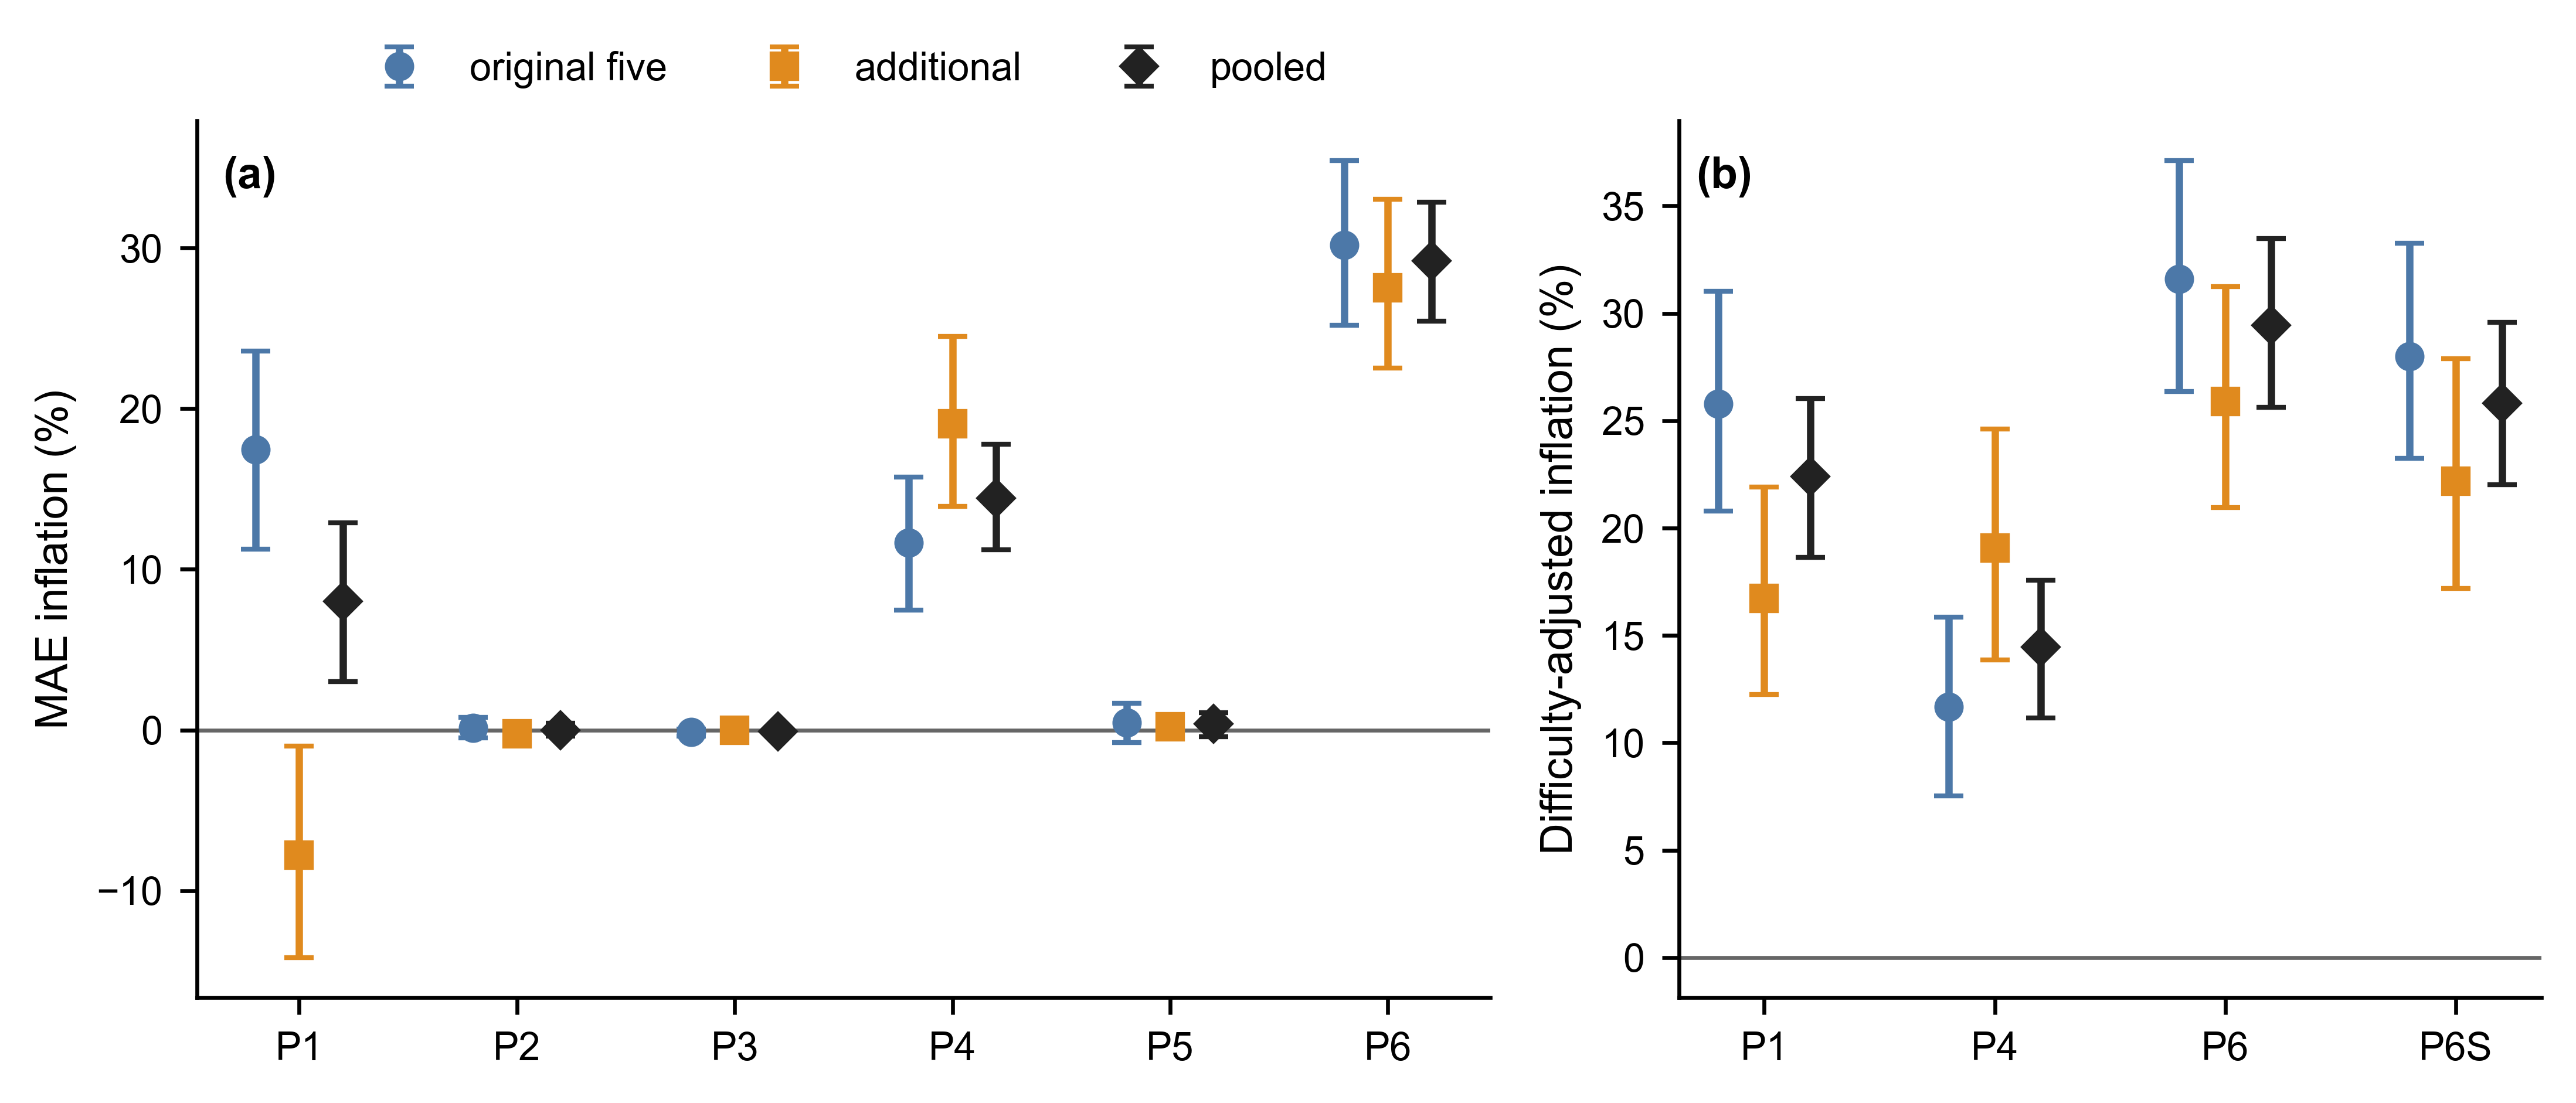 original five additional pooled
(a)
MAE inflation (%)
30
20
10
0
−10
P1 P2 P3 P4 P5 P6
(b)
Difficulty-adjusted inflation (%)
35
30
25
20
15
10
5
0
P1 P4 P6 P6S